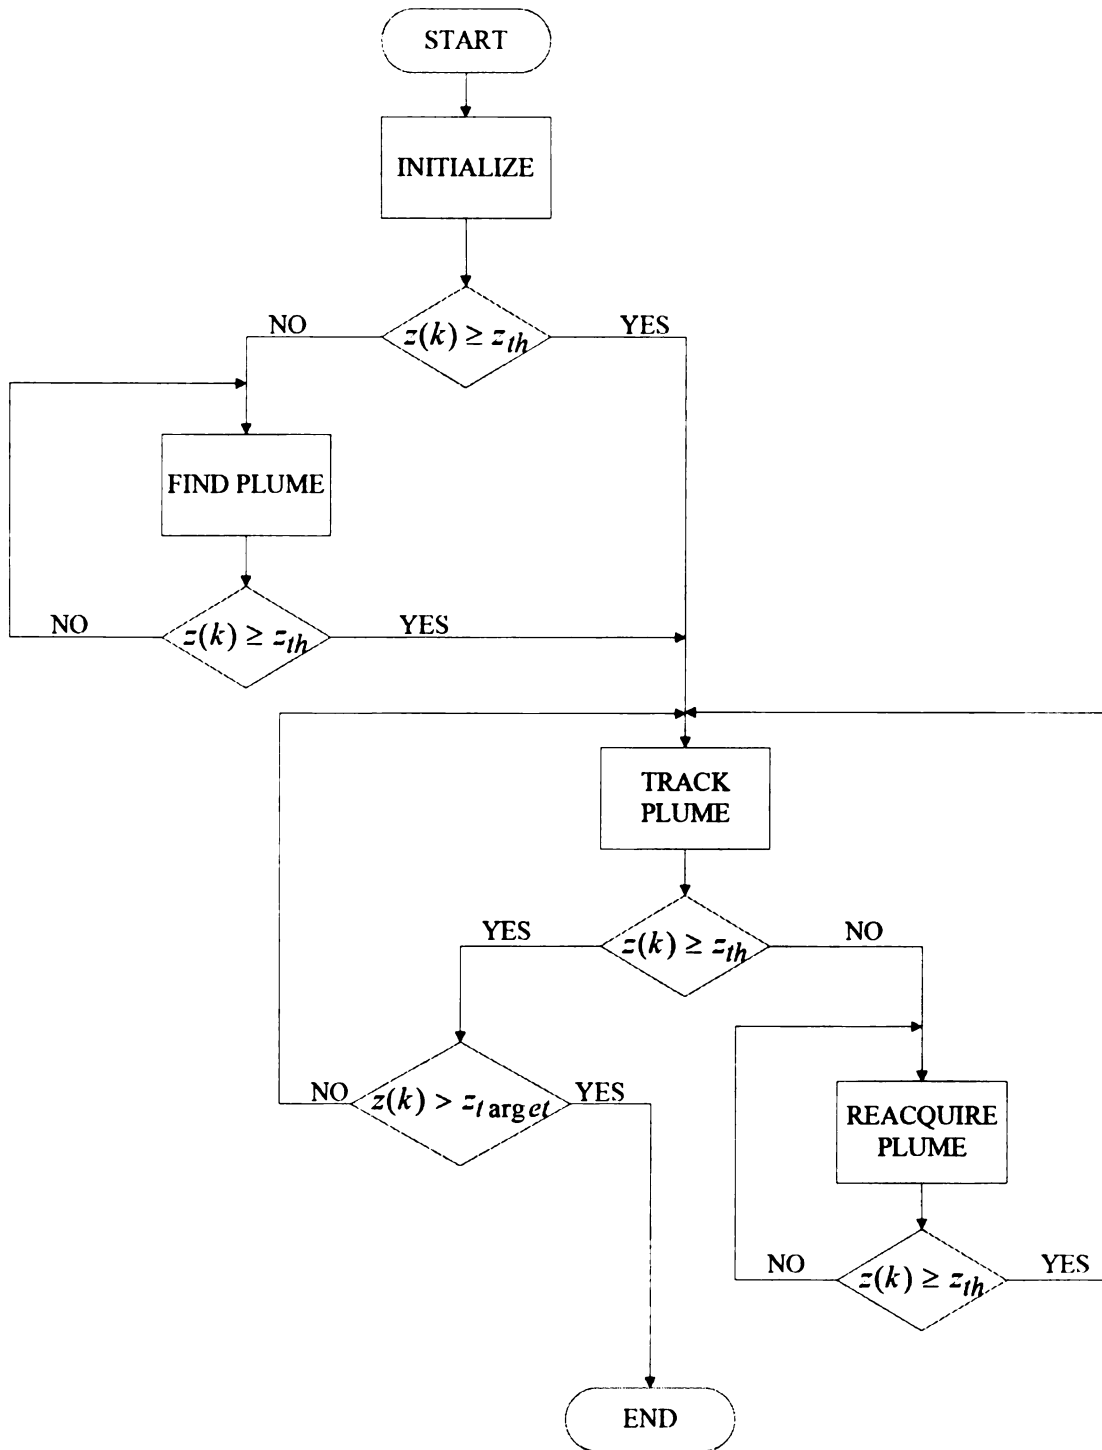 START
INITIALIZE
NO
YES
z(k) ≥ z_th
FIND PLUME
NO
z(k) ≥ z_th
YES
TRACK
PLUME
YES
z(k) ≥ z_th
NO
NO
z(k) > z_target
YES
REACQUIRE
PLUME
NO
z(k) ≥ z_th
YES
END